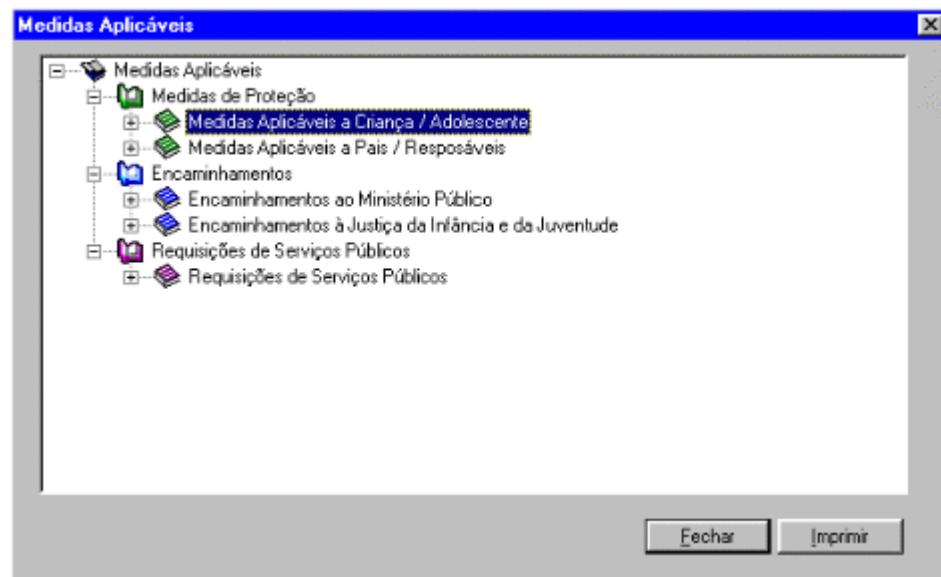 Medidas Aplicáveis
Medidas Aplicáveis
Medidas de Proteção
Medidas Aplicáveis a Criança / Adolescente
Medidas Aplicáveis a Pais / Resposáveis
Encaminhamentos
Encaminhamentos ao Ministério Público
Encaminhamentos à Justiça da Infância e da Juventude
Requisições de Serviços Públicos
Requisições de Serviços Públicos
Fechar Imprimir